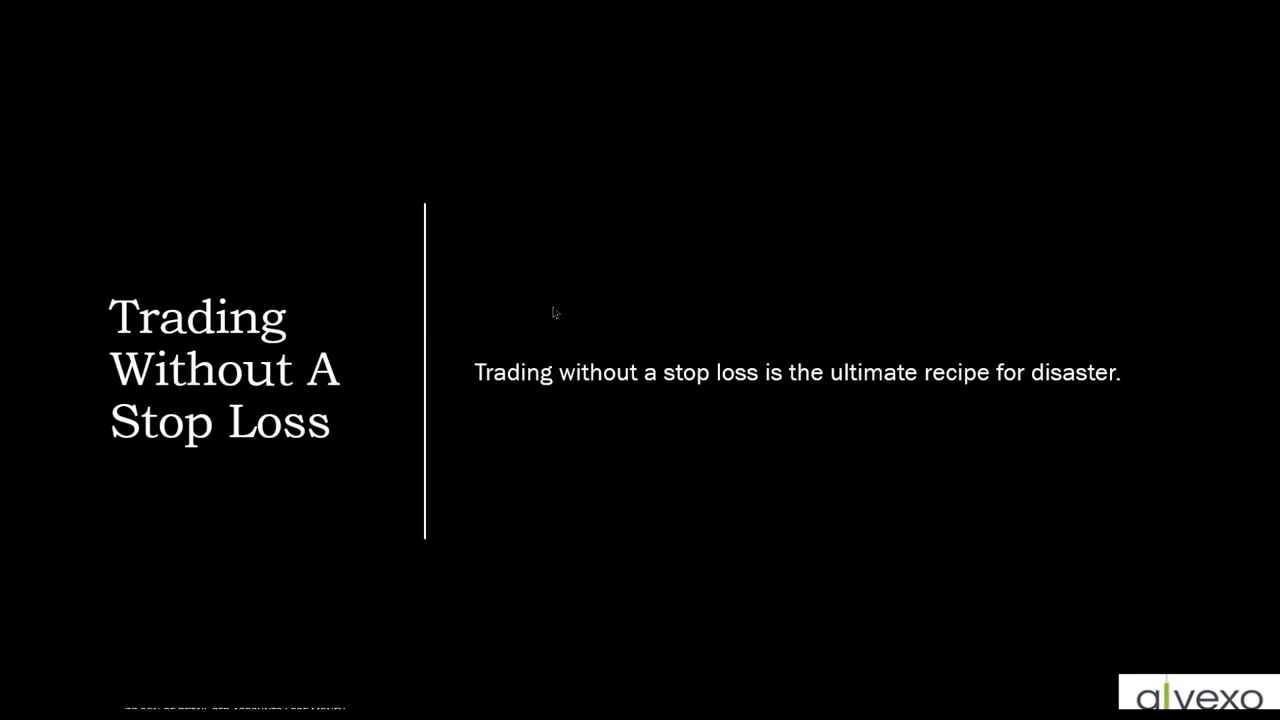 Trading
Without A
Stop Loss
Trading without a stop loss is the ultimate recipe for disaster.
alvexo